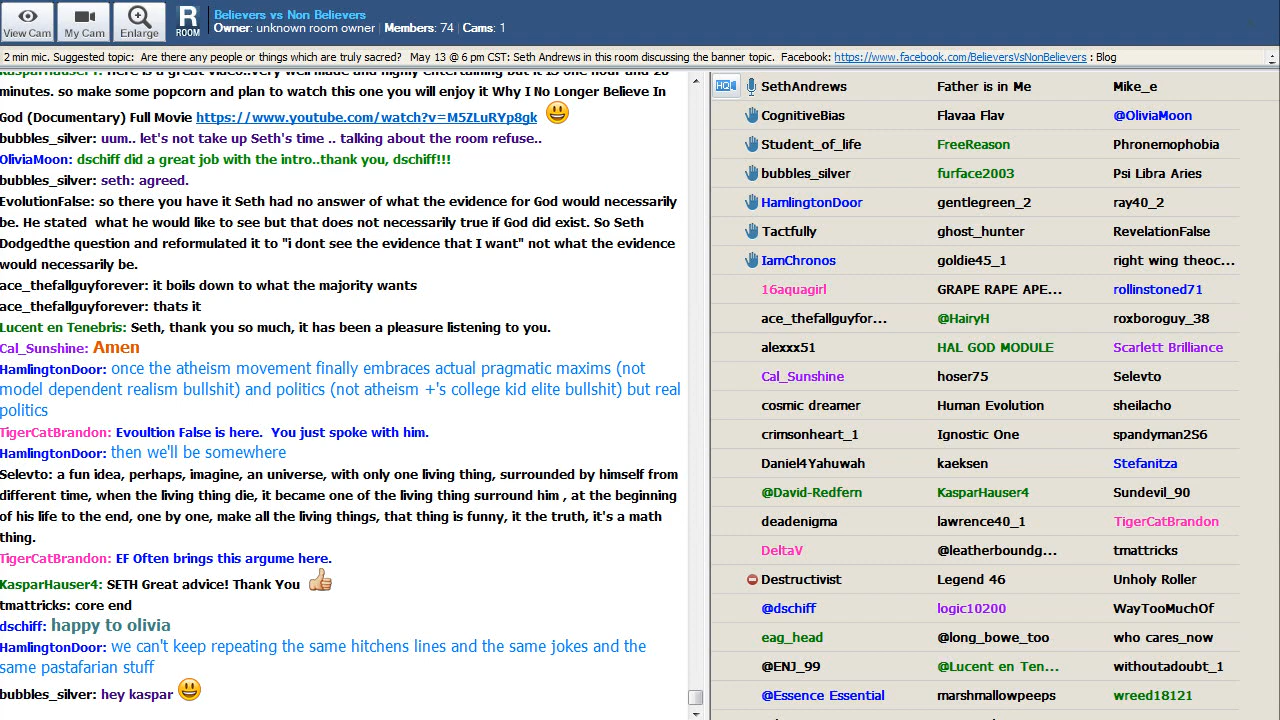 View Cam
My Cam
Enlarge
R
ROOM
Believers vs Non Believers
Owner: unknown room owner | Members: 74 | Cams: 1
2 min mic. Suggested topic: Are there any people or things which are truly sacred? May 13 @ 6 pm CST: Seth Andrews in this room discussing the banner topic. Facebook: https://www.facebook.com/BelieversVsNonBelievers : Blog
KasparHauser4: here is a great video..very well made and highly entertaining but it is one hour and 20
minutes. so make some popcorn and plan to watch this one you will enjoy it Why I No Longer Believe In
God (Documentary) Full Movie https://www.youtube.com/watch?v=M5ZLuRYp8gk
bubbles_silver: uum.. let's not take up Seth's time .. talking about the room refuse..
OliviaMoon: dschiff did a great job with the intro..thank you, dschiff!!!
bubbles_silver: seth: agreed.
EvolutionFalse: so there you have it Seth had no answer of what the evidence for God would necessarily
be. He stated what he would like to see but that does not necessarily true if God did exist. So Seth
Dodgedthe question and reformulated it to "i dont see the evidence that I want" not what the evidence
would necessarily be.
ace_thefallguyforever: it boils down to what the majority wants
ace_thefallguyforever: thats it
Lucent en Tenebris: Seth, thank you so much, it has been a pleasure listening to you.
Cal_Sunshine: Amen
HamlingtonDoor: once the atheism movement finally embraces actual pragmatic maxims (not
model dependent realism bullshit) and politics (not atheism +'s college kid elite bullshit) but real
politics
TigerCatBrandon: Evoultion False is here. You just spoke with him.
HamlingtonDoor: then we'll be somewhere
Selevto: a fun idea, perhaps, imagine, an universe, with only one living thing, surrounded by himself from
different time, when the living thing die, it became one of the living thing surround him , at the beginning
of his life to the end, one by one, make all the living things, that thing is funny, it the truth, it's a math
thing.
TigerCatBrandon: EF Often brings this argume here.
KasparHauser4: SETH Great advice! Thank You
tmattricks: core end
dschiff: happy to olivia
HamlingtonDoor: we can't keep repeating the same hitchens lines and the same jokes and the
same pastafarian stuff
bubbles_silver: hey kaspar
HQ SethAndrews Father is in Me Mike_e
CognitiveBias Flavaa Flav @OliviaMoon
Student_of_life FreeReason Phronemophobia
bubbles_silver furface2003 Psi Libra Aries
HamlingtonDoor gentlegreen_2 ray40_2
Tactfully ghost_hunter RevelationFalse
IamChronos goldie45_1 right wing theoc...
16aquagirl GRAPE RAPE APE... rollinstoned71
ace_thefallguyfor... @HairyH roxboroguy_38
alexxx51 HAL GOD MODULE Scarlett Brilliance
Cal_Sunshine hoser75 Selevto
cosmic dreamer Human Evolution sheilacho
crimsonheart_1 Ignostic One spandyman2S6
Daniel4Yahuwah kaeksen Stefanitza
@David-Redfern KasparHauser4 Sundevil_90
deadenigma lawrence40_1 TigerCatBrandon
DeltaV @leatherboundg... tmattricks
Destructivist Legend 46 Unholy Roller
@dschiff logic10200 WayTooMuchOf
eag_head @long_bowe_too who cares_now
@ENJ_99 @Lucent en Ten... withoutadoubt_1
@Essence Essential marshmallowpeeps wreed18121